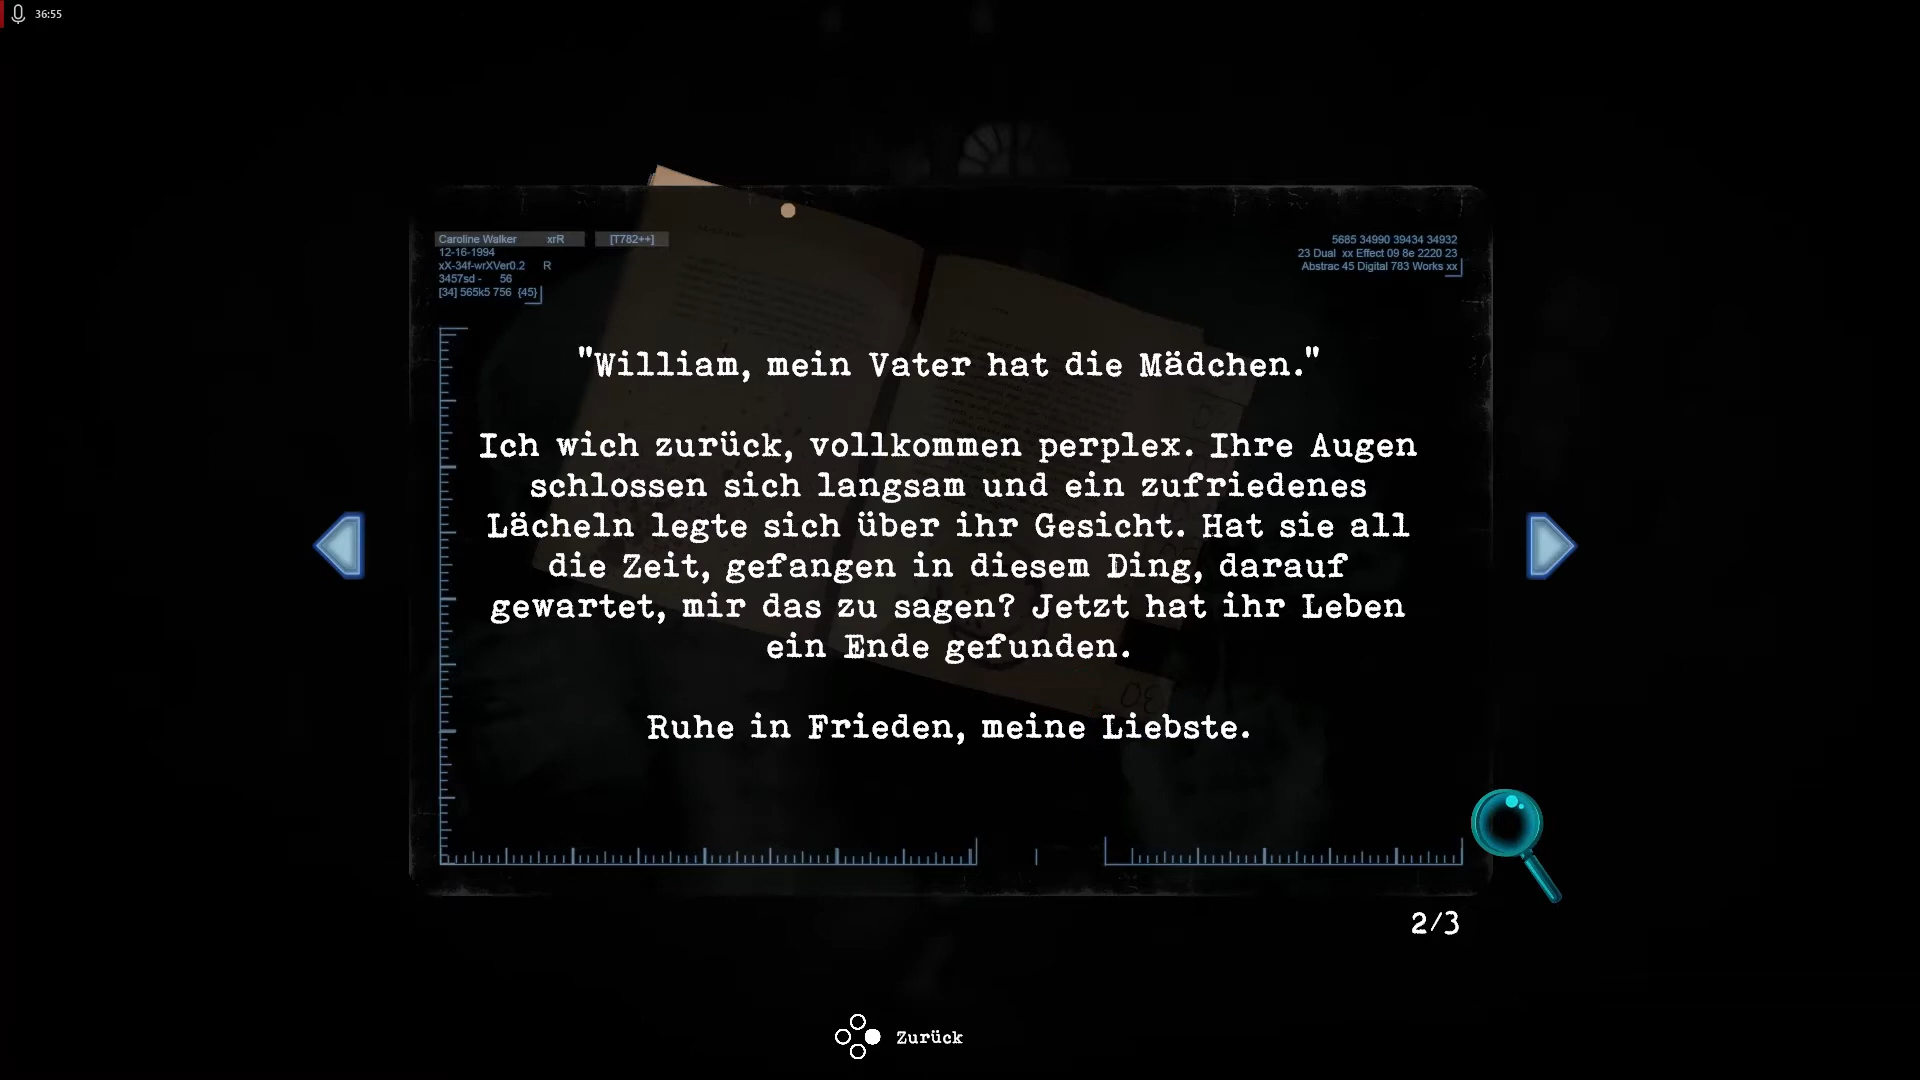 36:55
Caroline Walker xrR [T782++]
12-16-1994
xX-34f-wrXVer0.2 R
3457sd - 56
[34] 565k5 756 {45}
5685 34990 39434 34932
23 Dual xx Effect 09 8e 2220 23
Abstrac 45 Digital 783 Works xx
"William, mein Vater hat die Mädchen."
Ich wich zurück, vollkommen perplex. Ihre Augen
schlossen sich langsam und ein zufriedenes
Lächeln legte sich über ihr Gesicht. Hat sie all
die Zeit, gefangen in diesem Ding, darauf
gewartet, mir das zu sagen? Jetzt hat ihr Leben
ein Ende gefunden.
Ruhe in Frieden, meine Liebste.
2/3
Zurück